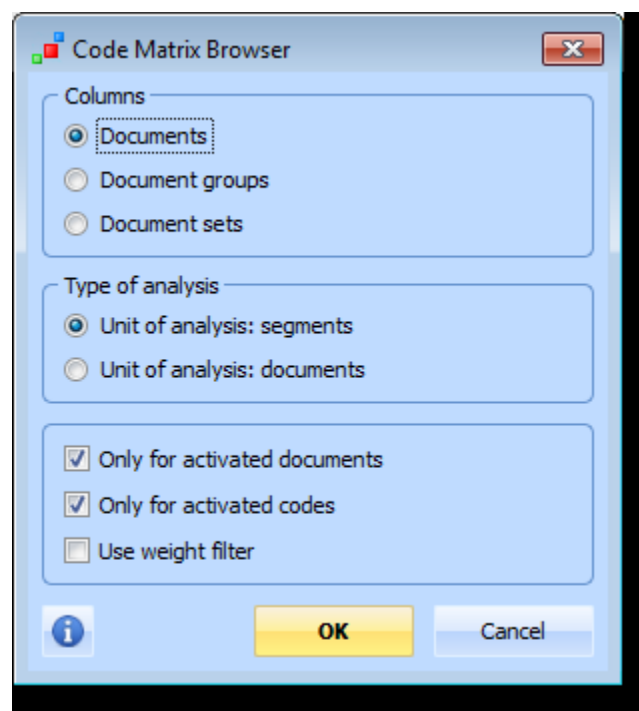 Code Matrix Browser
Columns
Documents
Document groups
Document sets
Type of analysis
Unit of analysis: segments
Unit of analysis: documents
Only for activated documents
Only for activated codes
Use weight filter
OK Cancel